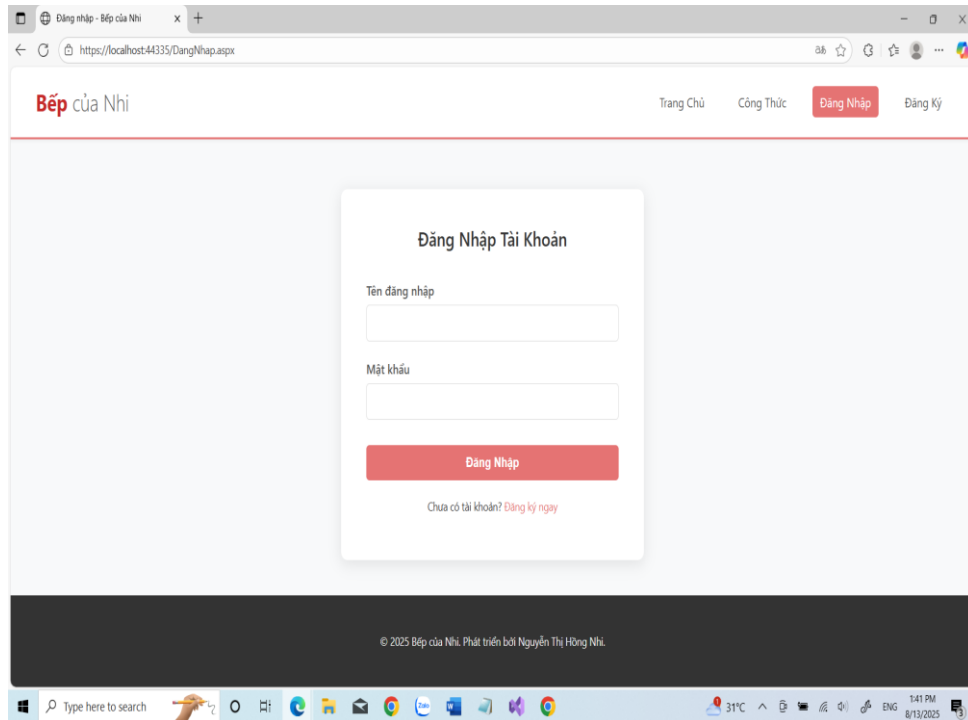 Đăng nhập - Bếp của Nhi
https://localhost:44335/DangNhap.aspx
Bếp của Nhi
Trang Chủ
Công Thức
Đăng Nhập
Đăng Ký
Đăng Nhập Tài Khoản
Tên đăng nhập
Mật khẩu
Đăng Nhập
Chưa có tài khoản? Đăng ký ngay
© 2025 Bếp của Nhi. Phát triển bởi Nguyễn Thị Hồng Nhi.
Type here to search
Zalo
31°C
ENG
1:41 PM
8/13/2025